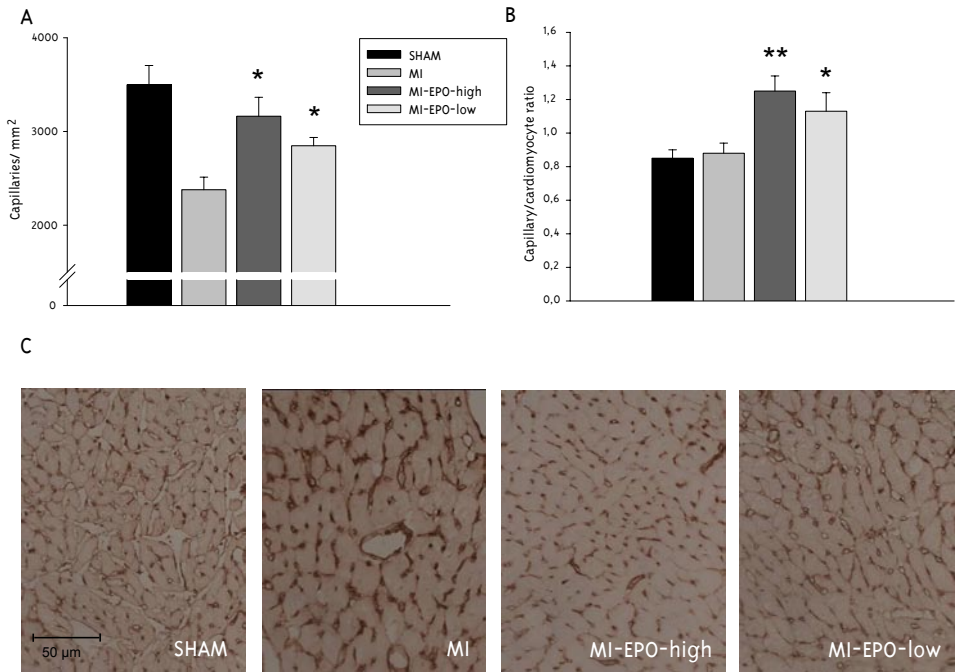 A
4000
3000
2000
0
Capillaries/ mm²
*
*
SHAM
MI
MI-EPO-high
MI-EPO-low
B
1,6
1,4
1,2
1,0
0,8
0,6
0,4
0,2
0,0
Capillary/cardiomyocyte ratio
**
*
C
50 µm
SHAM
MI
MI-EPO-high
MI-EPO-low